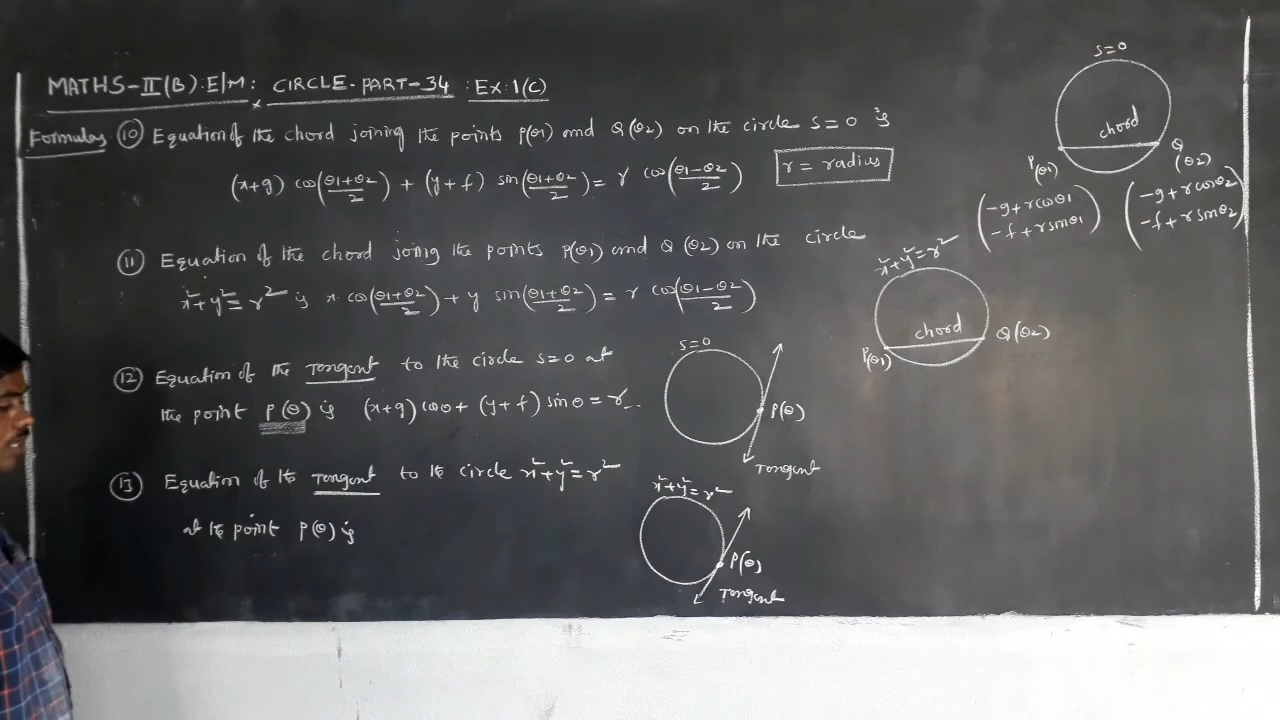 MATHS-II(B).E/M: CIRCLE-PART-34 : EX:1(C)
Formulas (10) Equation of the chord joining the points P(θ1) and Q(θ2) on the circle S=0 is
(x+g) cos((θ1+θ2)/2) + (y+f) sin((θ1+θ2)/2) = r cos((θ1-θ2)/2)
r = radius
(11) Equation of the chord joing the points P(θ1) and Q(θ2) on the circle
x²+y²=r² is x cos((θ1+θ2)/2) + y sin((θ1+θ2)/2) = r cos((θ1-θ2)/2)
(12) Equation of the Tangent to the circle S=0 at
the point P(θ) is (x+g) cosθ + (y+f) sinθ = r
(13) Equation of the Tangent to the circle x²+y²=r²
at the point P(θ) is
S=0
chord
P(θ1)
Q(θ2)
(-g+rcosθ1
-f+rsinθ1)
(-g+rcosθ2
-f+rsinθ2)
x²+y²=r²
chord
P(θ1)
Q(θ2)
S=0
P(θ)
Tangent
x²+y²=r²
P(θ)
Tangent